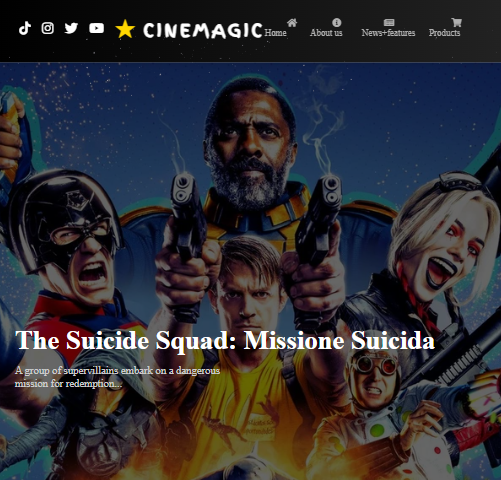 CINEMAGIC
Home About us News+features Products
The Suicide Squad: Missione Suicida
A group of supervillains embark on a dangerous
mission for redemption...